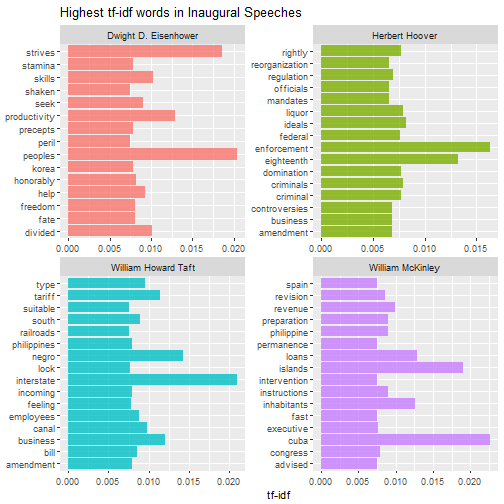 Highest tf-idf words in Inaugural Speeches
Dwight D. Eisenhower
strives
stamina
skills
shaken
seek
productivity
precepts
peril
peoples
korea
honorably
help
freedom
fate
divided
0.000 0.005 0.010 0.015 0.020
Herbert Hoover
rightly
reorganization
regulation
officials
mandates
liquor
ideals
federal
enforcement
eighteenth
domination
criminals
criminal
controversies
business
amendment
0.000 0.005 0.010 0.015
William Howard Taft
type
tariff
suitable
south
railroads
philippines
negro
look
interstate
incoming
feeling
employees
canal
business
bill
amendment
0.000 0.005 0.010 0.015 0.020
William McKinley
spain
revision
revenue
preparation
philippine
permanence
loans
islands
intervention
instructions
inhabitants
fast
executive
cuba
congress
advised
0.000 0.005 0.010 0.015 0.020
tf-idf